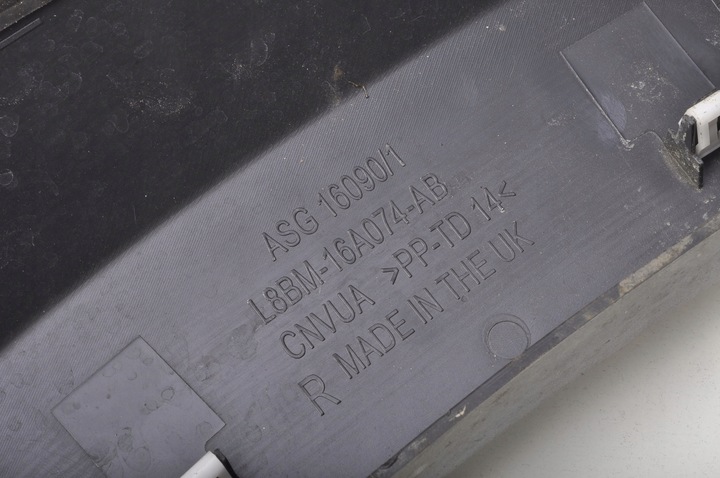 ASG 16090/1
L8BM-16A074-AB
CNVUA >PP-TD 14<
R MADE IN THE UK